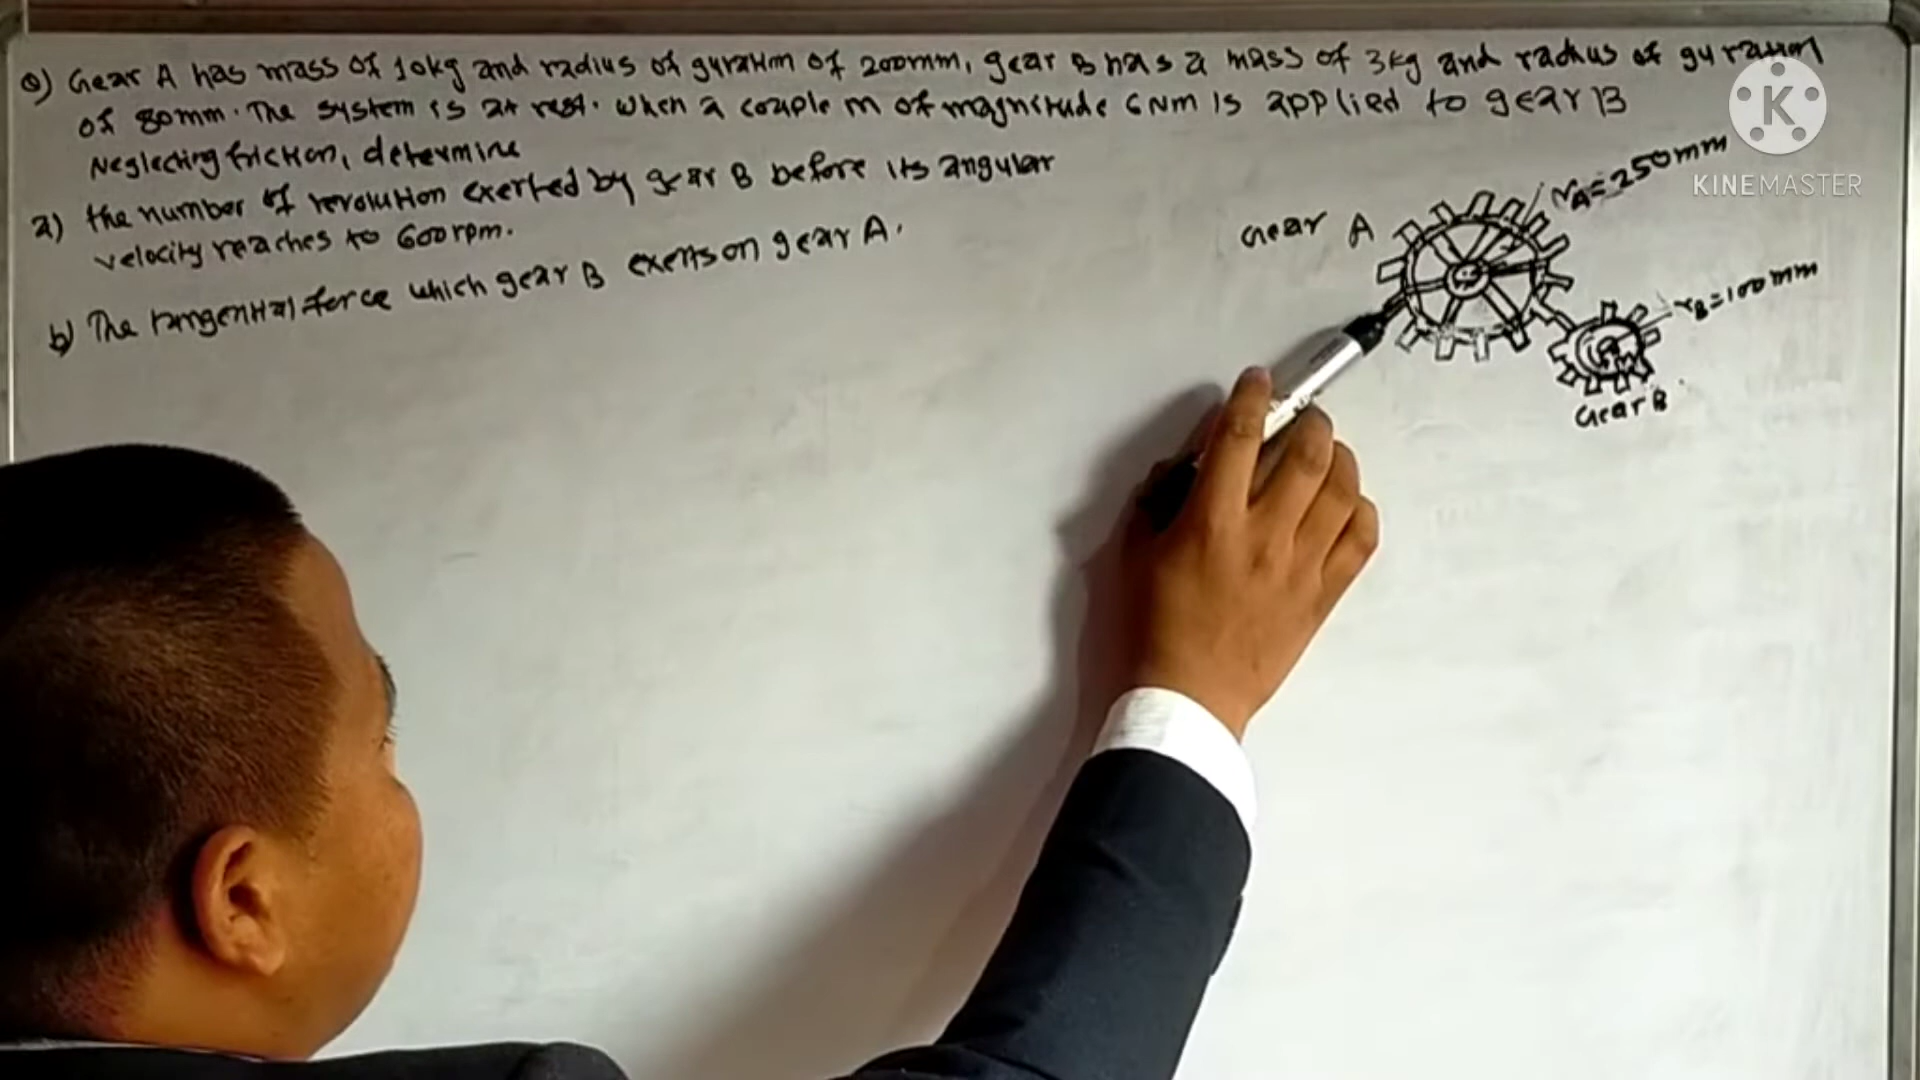 Q) Gear A has mass of 10kg and radius of gyration of 200mm, gear B has a mass of 3kg and radius of gyration
of 80mm. The system is at rest. When a couple m of magnitude 6Nm is applied to gear B
Neglecting friction, determine
a) the number of revolution exerted by gear B before its angular
velocity reaches to 600rpm.
b) The tangential force which gear B exerts on gear A.
Gear A
rA=250mm
rB=100mm
m
Gear B
K
KINEMASTER